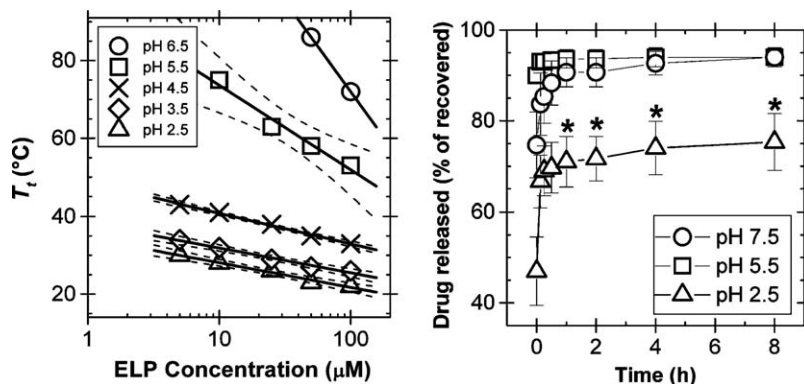 80
60
40
20
T_t (°C)
pH 6.5
pH 5.5
pH 4.5
pH 3.5
pH 2.5
1 10 100
ELP Concentration (μM)
100
80
60
40
Drug released (% of recovered)
* * * *
pH 7.5
pH 5.5
pH 2.5
0 2 4 6 8
Time (h)